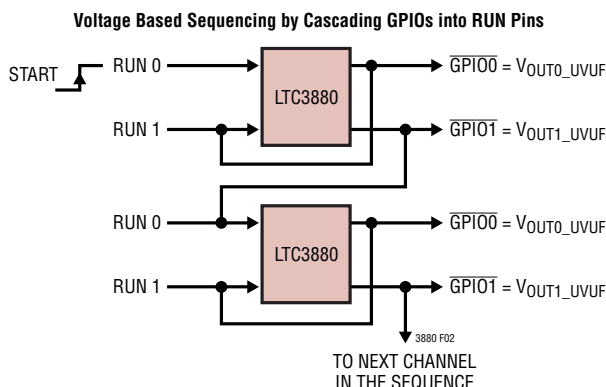 Voltage Based Sequencing by Cascading GPIOs into RUN Pins
START
RUN 0
LTC3880
GPIO0 = VOUT0_UVUF
RUN 1
GPIO1 = VOUT1_UVUF
RUN 0
LTC3880
GPIO0 = VOUT0_UVUF
RUN 1
GPIO1 = VOUT1_UVUF
3880 F02
TO NEXT CHANNEL
IN THE SEQUENCE